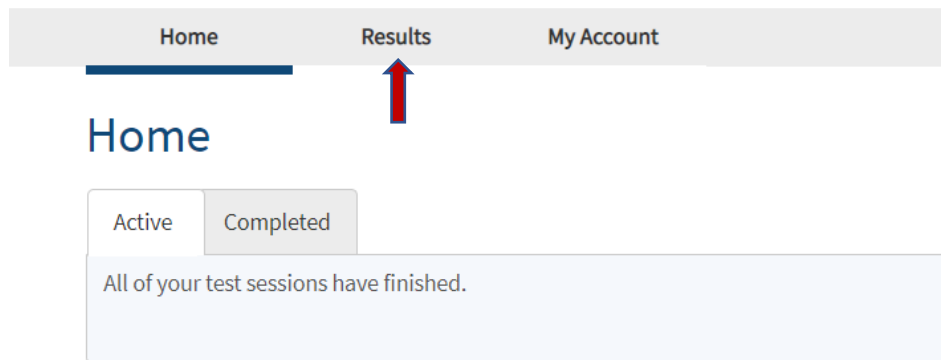 Home Results My Account
Home
Active Completed
All of your test sessions have finished.